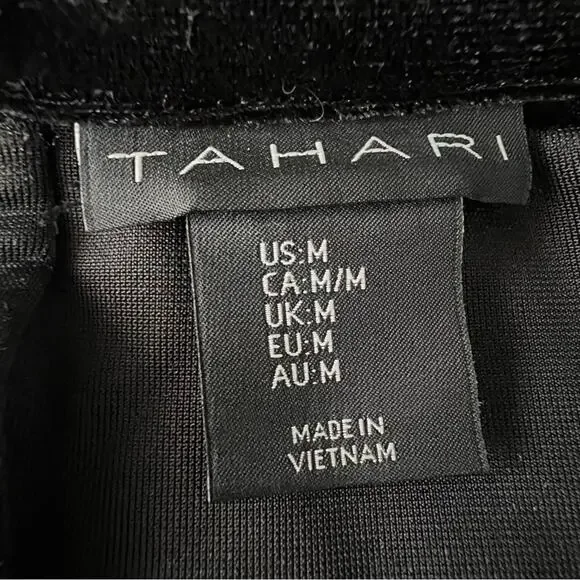 TAHARI
US:M
CA:M/M
UK:M
EU:M
AU:M
MADE IN
VIETNAM